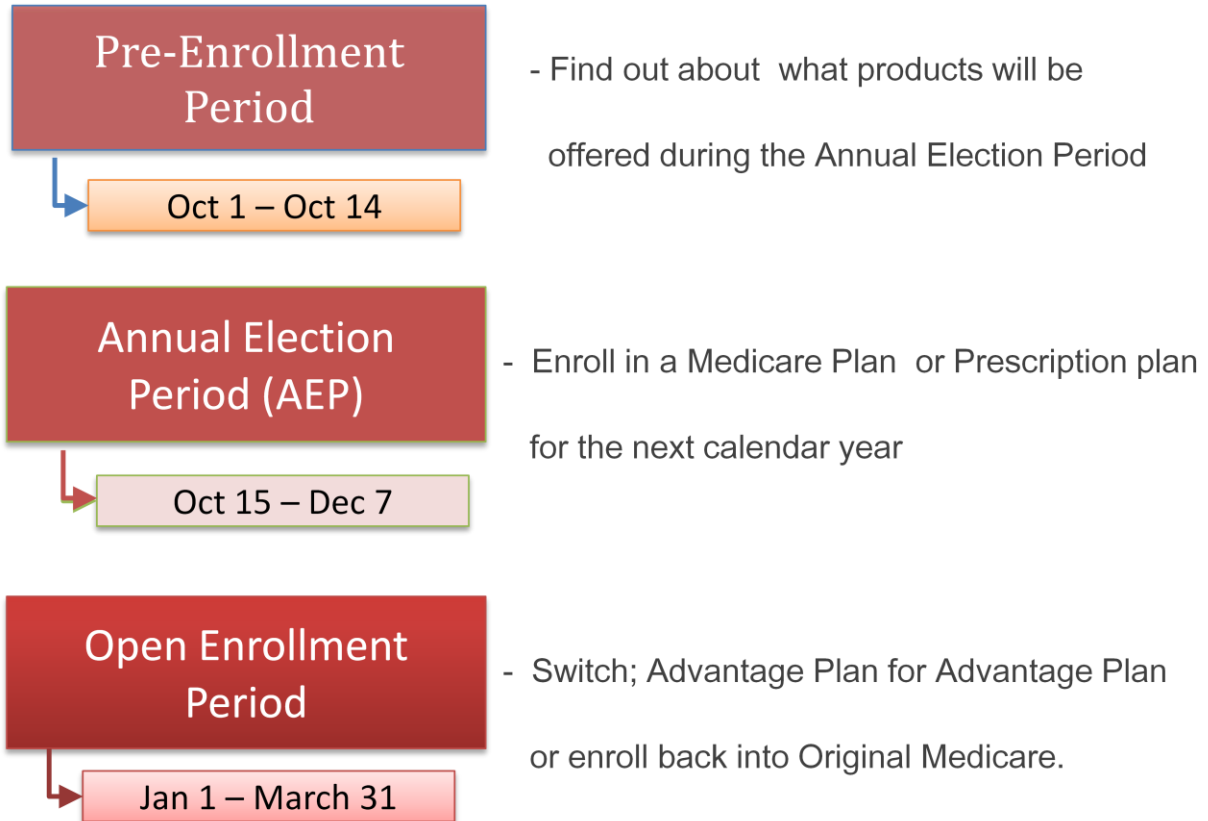 Pre-Enrollment
Period
Oct 1 – Oct 14
- Find out about what products will be
offered during the Annual Election Period
Annual Election
Period (AEP)
Oct 15 – Dec 7
- Enroll in a Medicare Plan or Prescription plan
for the next calendar year
Open Enrollment
Period
Jan 1 – March 31
- Switch; Advantage Plan for Advantage Plan
or enroll back into Original Medicare.